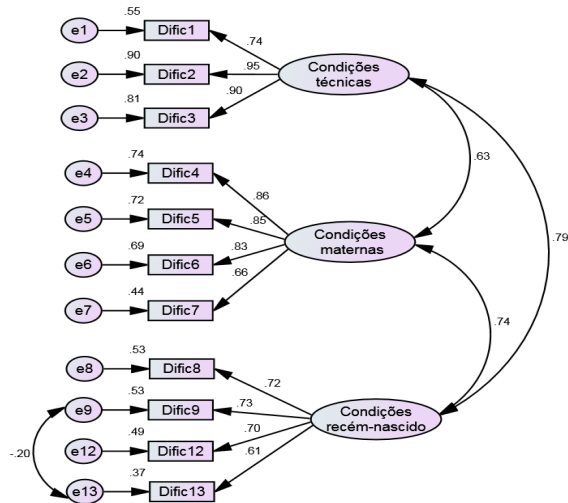 .55
e1
Dific1
.74
.90
e2
Dific2
.95
Condições
técnicas
.81
e3
Dific3
.90
.63
.74
e4
Dific4
.86
.72
e5
Dific5
.85
.69
e6
Dific6
.83
Condições
maternas
.44
e7
Dific7
.66
.79
.74
.53
e8
Dific8
.72
.53
e9
Dific9
.73
Condições
recém-nascido
.49
e12
Dific12
.70
-.20
.37
e13
Dific13
.61